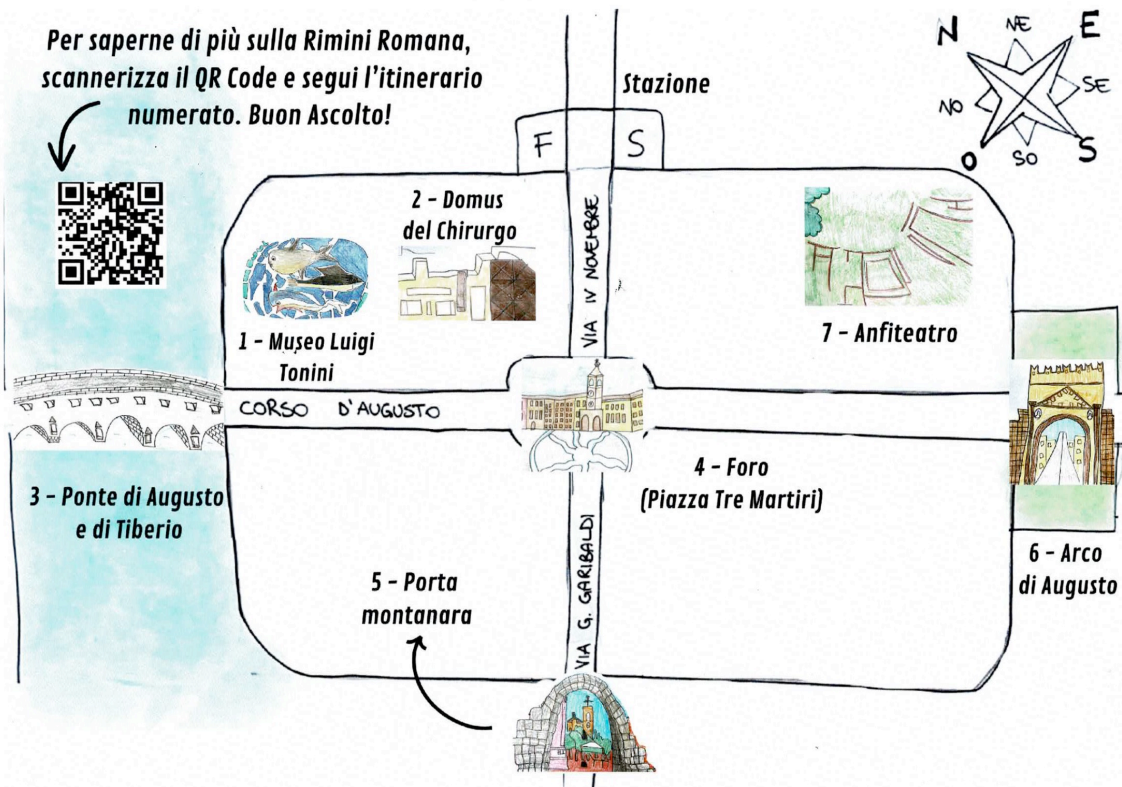 Per saperne di più sulla Rimini Romana,
scannerizza il QR Code e segui l'itinerario
numerato. Buon Ascolto!
N
NE
E
SE
S
SO
O
NO
Stazione
F S
2 - Domus
del Chirurgo
VIA IV NOVEMBRE
1 - Museo Luigi
Tonini
7 - Anfiteatro
CORSO D'AUGUSTO
3 - Ponte di Augusto
e di Tiberio
4 - Foro
(Piazza Tre Martiri)
6 - Arco
di Augusto
5 - Porta
montanara
VIA G. GARIBALDI